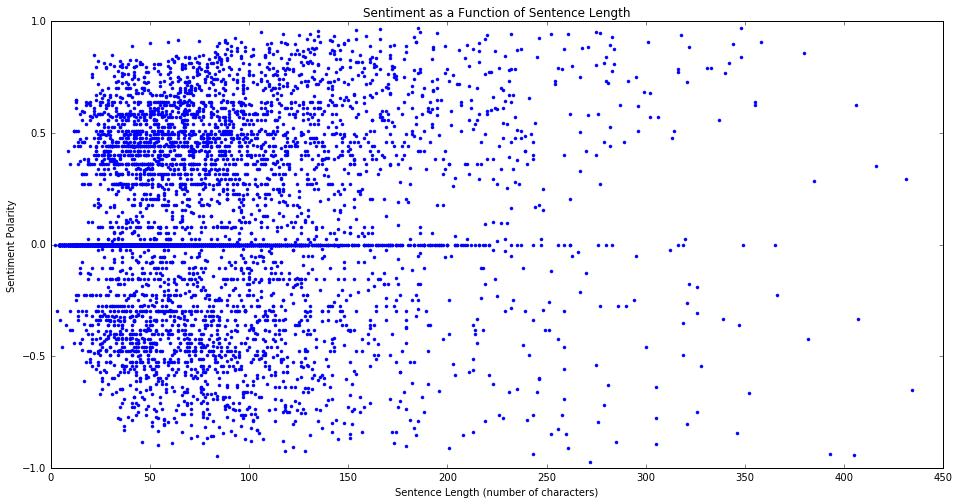 Sentiment as a Function of Sentence Length
1.0
0.5
0.0
−0.5
−1.0
Sentiment Polarity
0 50 100 150 200 250 300 350 400 450
Sentence Length (number of characters)